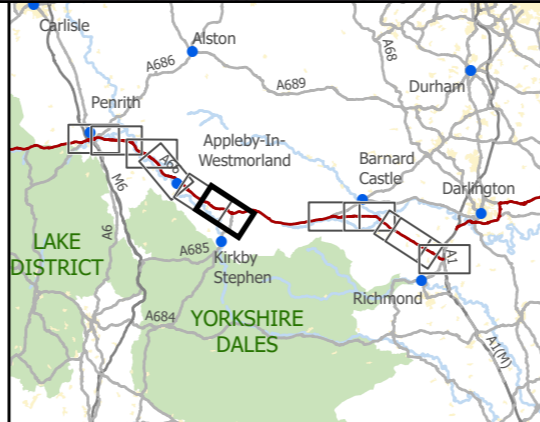 Carlisle
Alston
A686
A68
A689
Durham
Penrith
Appleby-In-
Westmorland
Barnard
Castle
Darlington
A66
M6
A6
LAKE
DISTRICT
A685
Kirkby
Stephen
A1
Richmond
A684
YORKSHIRE
DALES
A1(M)